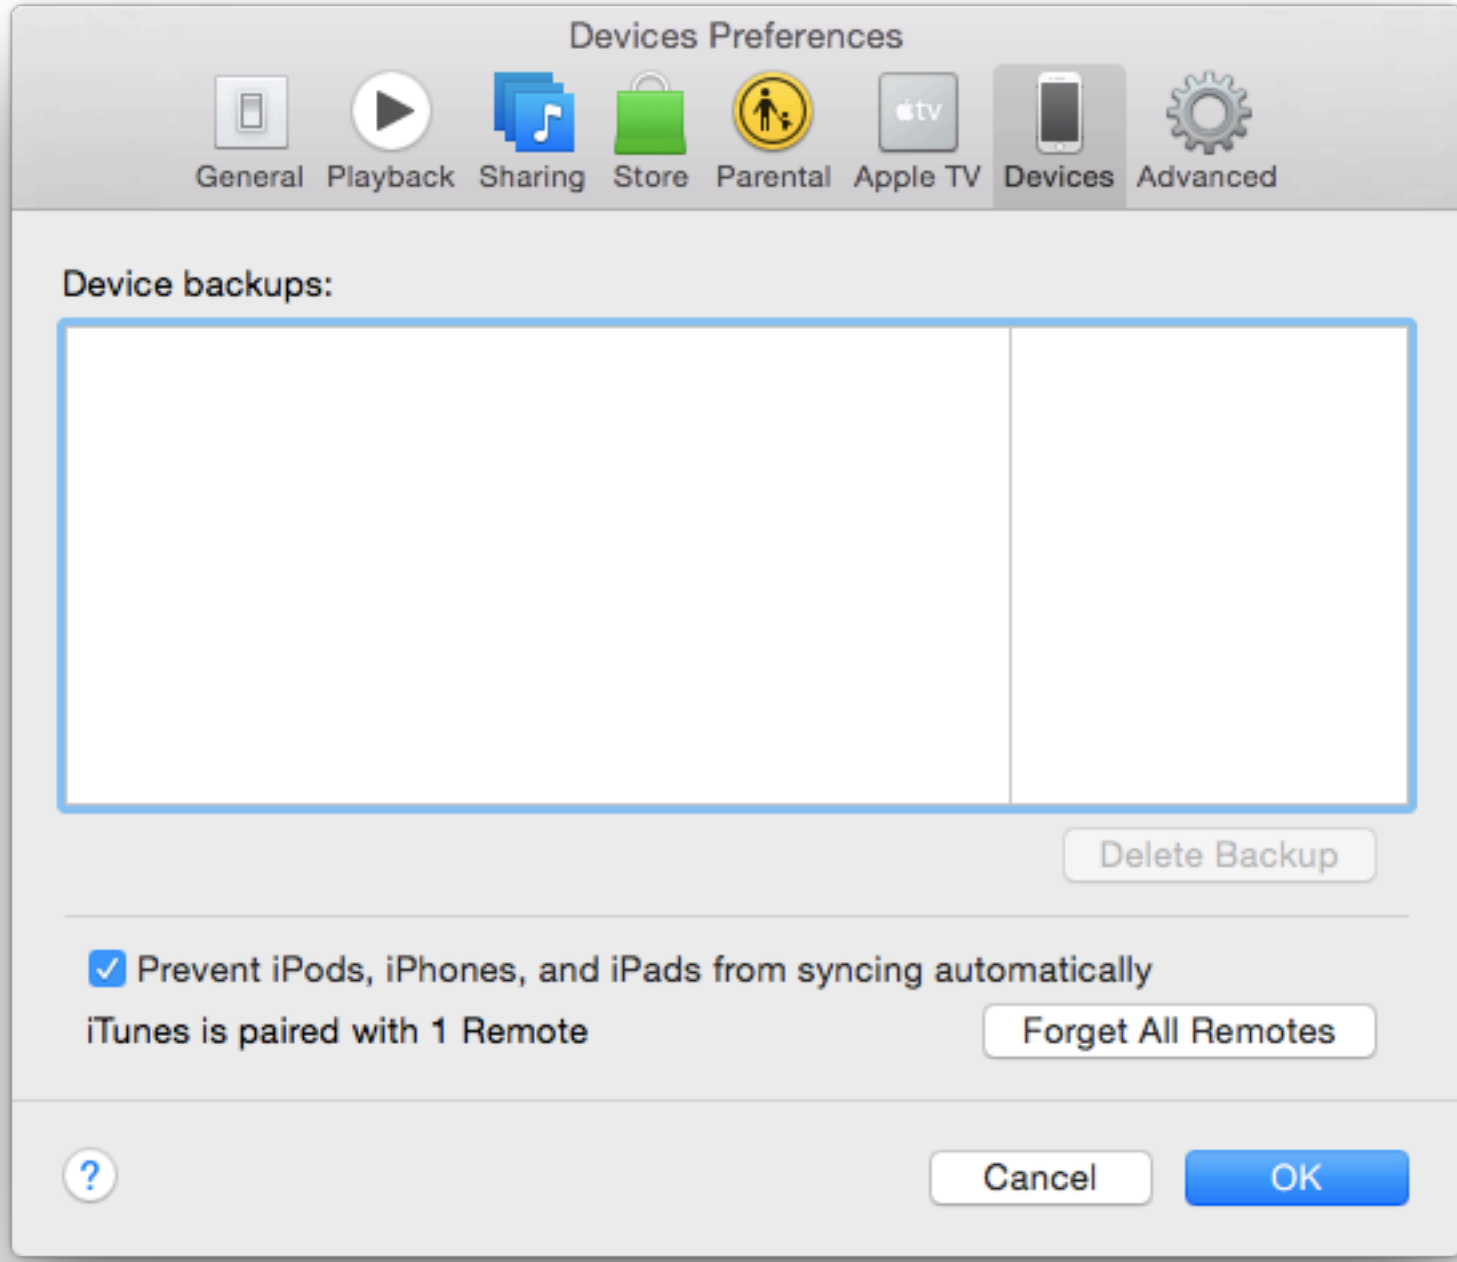 Devices Preferences
tv
General Playback Sharing Store Parental Apple TV Devices Advanced
Device backups:
Delete Backup
Prevent iPods, iPhones, and iPads from syncing automatically
iTunes is paired with 1 Remote Forget All Remotes
? Cancel OK